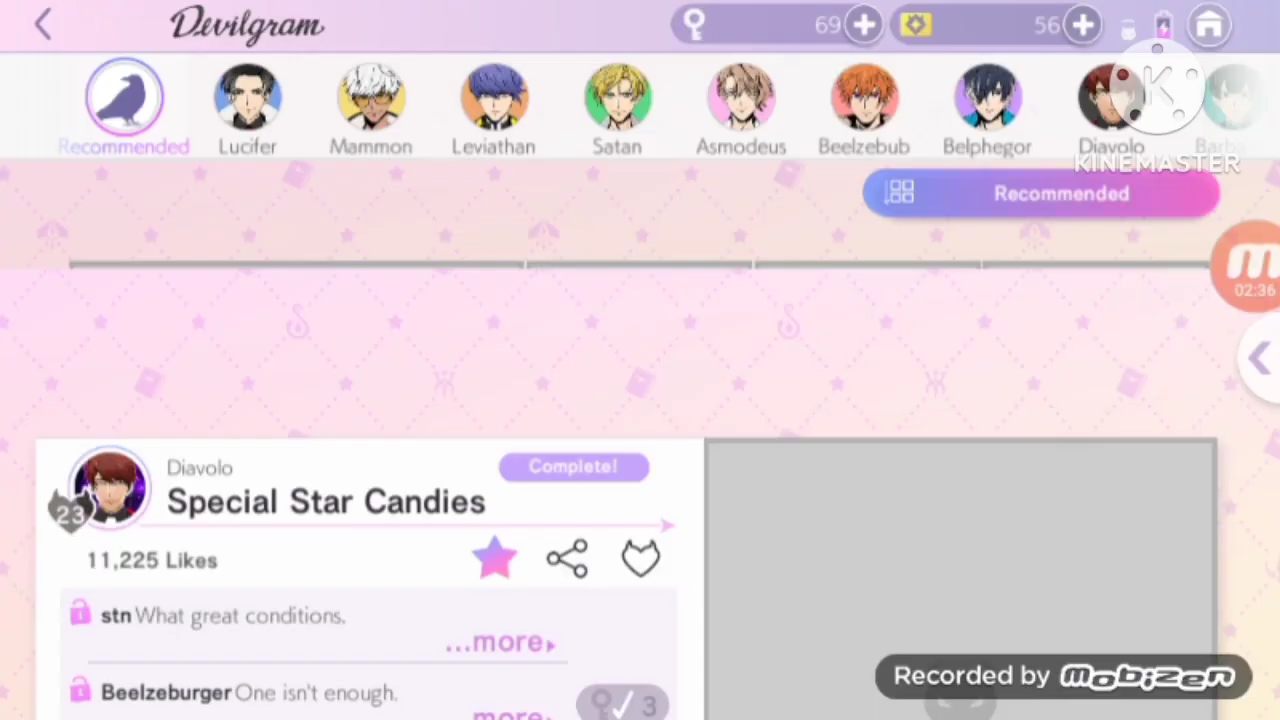 Devilgram
69
56
Recommended
Lucifer
Mammon
Leviathan
Satan
Asmodeus
Beelzebub
Belphegor
Diavolo
Barba
K
KINEMASTER
Recommended
m
02:36
Diavolo
Complete!
Special Star Candies
23
11,225 Likes
stn What great conditions.
...more
Beelzeburger One isn't enough.
more
3
Recorded by mobizen